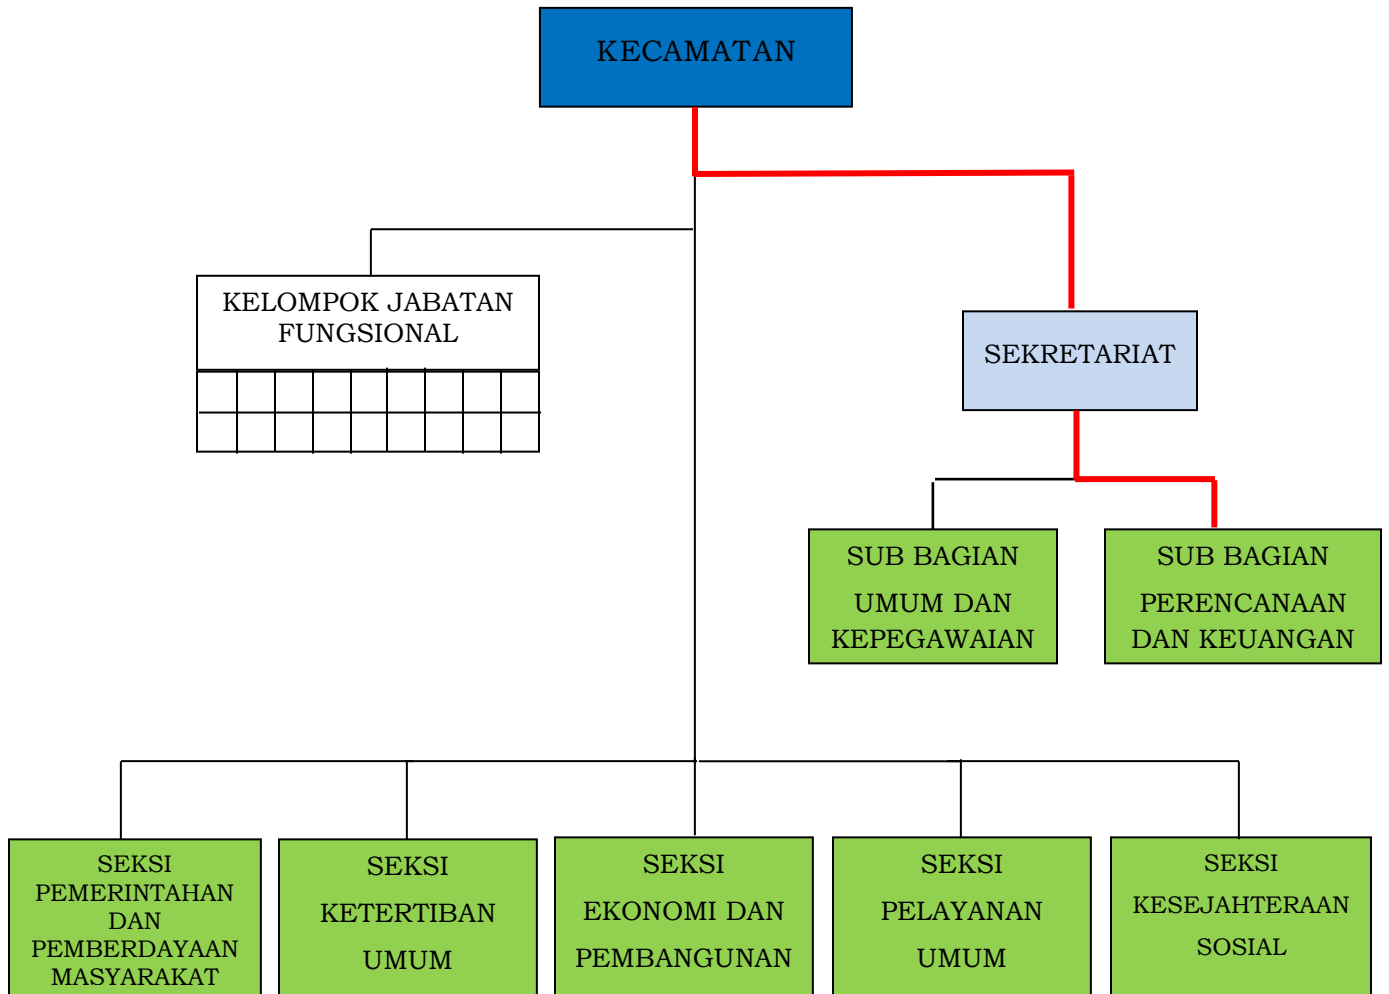 KECAMATAN
KELOMPOK JABATAN
FUNGSIONAL
SEKRETARIAT
SUB BAGIAN
UMUM DAN
KEPEGAWAIAN
SUB BAGIAN
PERENCANAAN
DAN KEUANGAN
SEKSI
PEMERINTAHAN
DAN
PEMBERDAYAAN
MASYARAKAT
SEKSI
KETERTIBAN
UMUM
SEKSI
EKONOMI DAN
PEMBANGUNAN
SEKSI
PELAYANAN
UMUM
SEKSI
KESEJAHTERAAN
SOSIAL